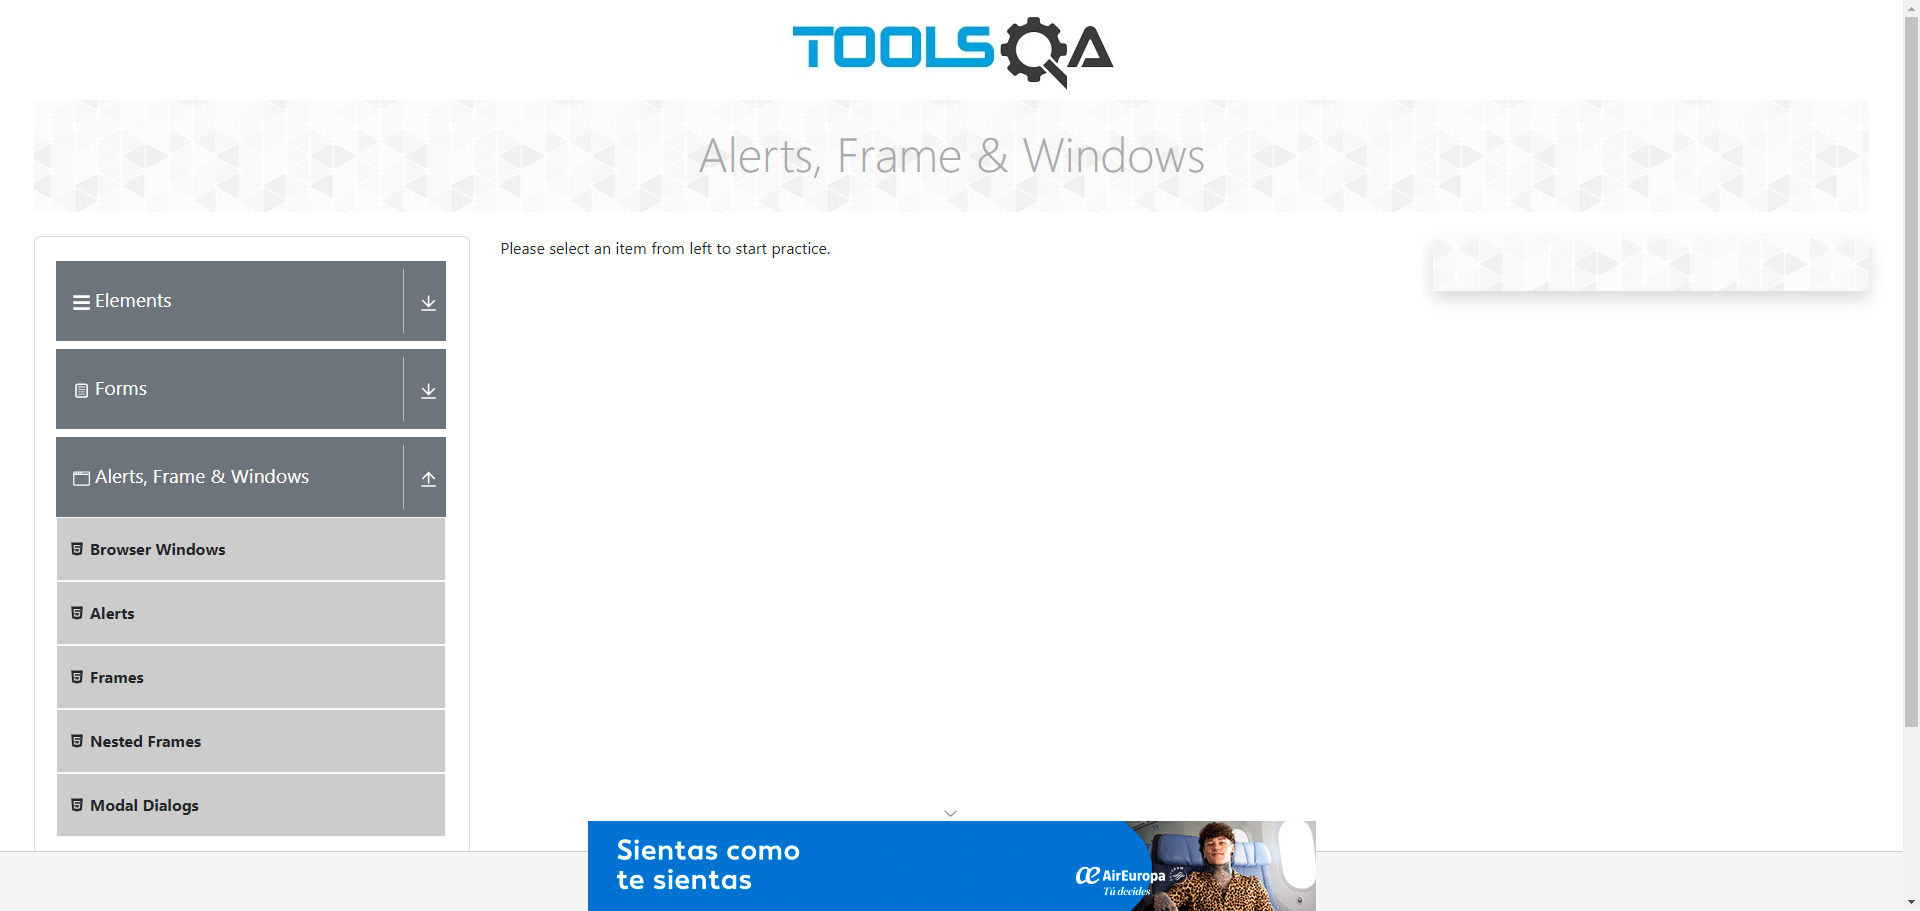 TOOLSQA
Alerts, Frame & Windows
Please select an item from left to start practice.
Elements
Forms
Alerts, Frame & Windows
Browser Windows
Alerts
Frames
Nested Frames
Modal Dialogs
Sientas como
te sientas
AirEuropa
Tú decides